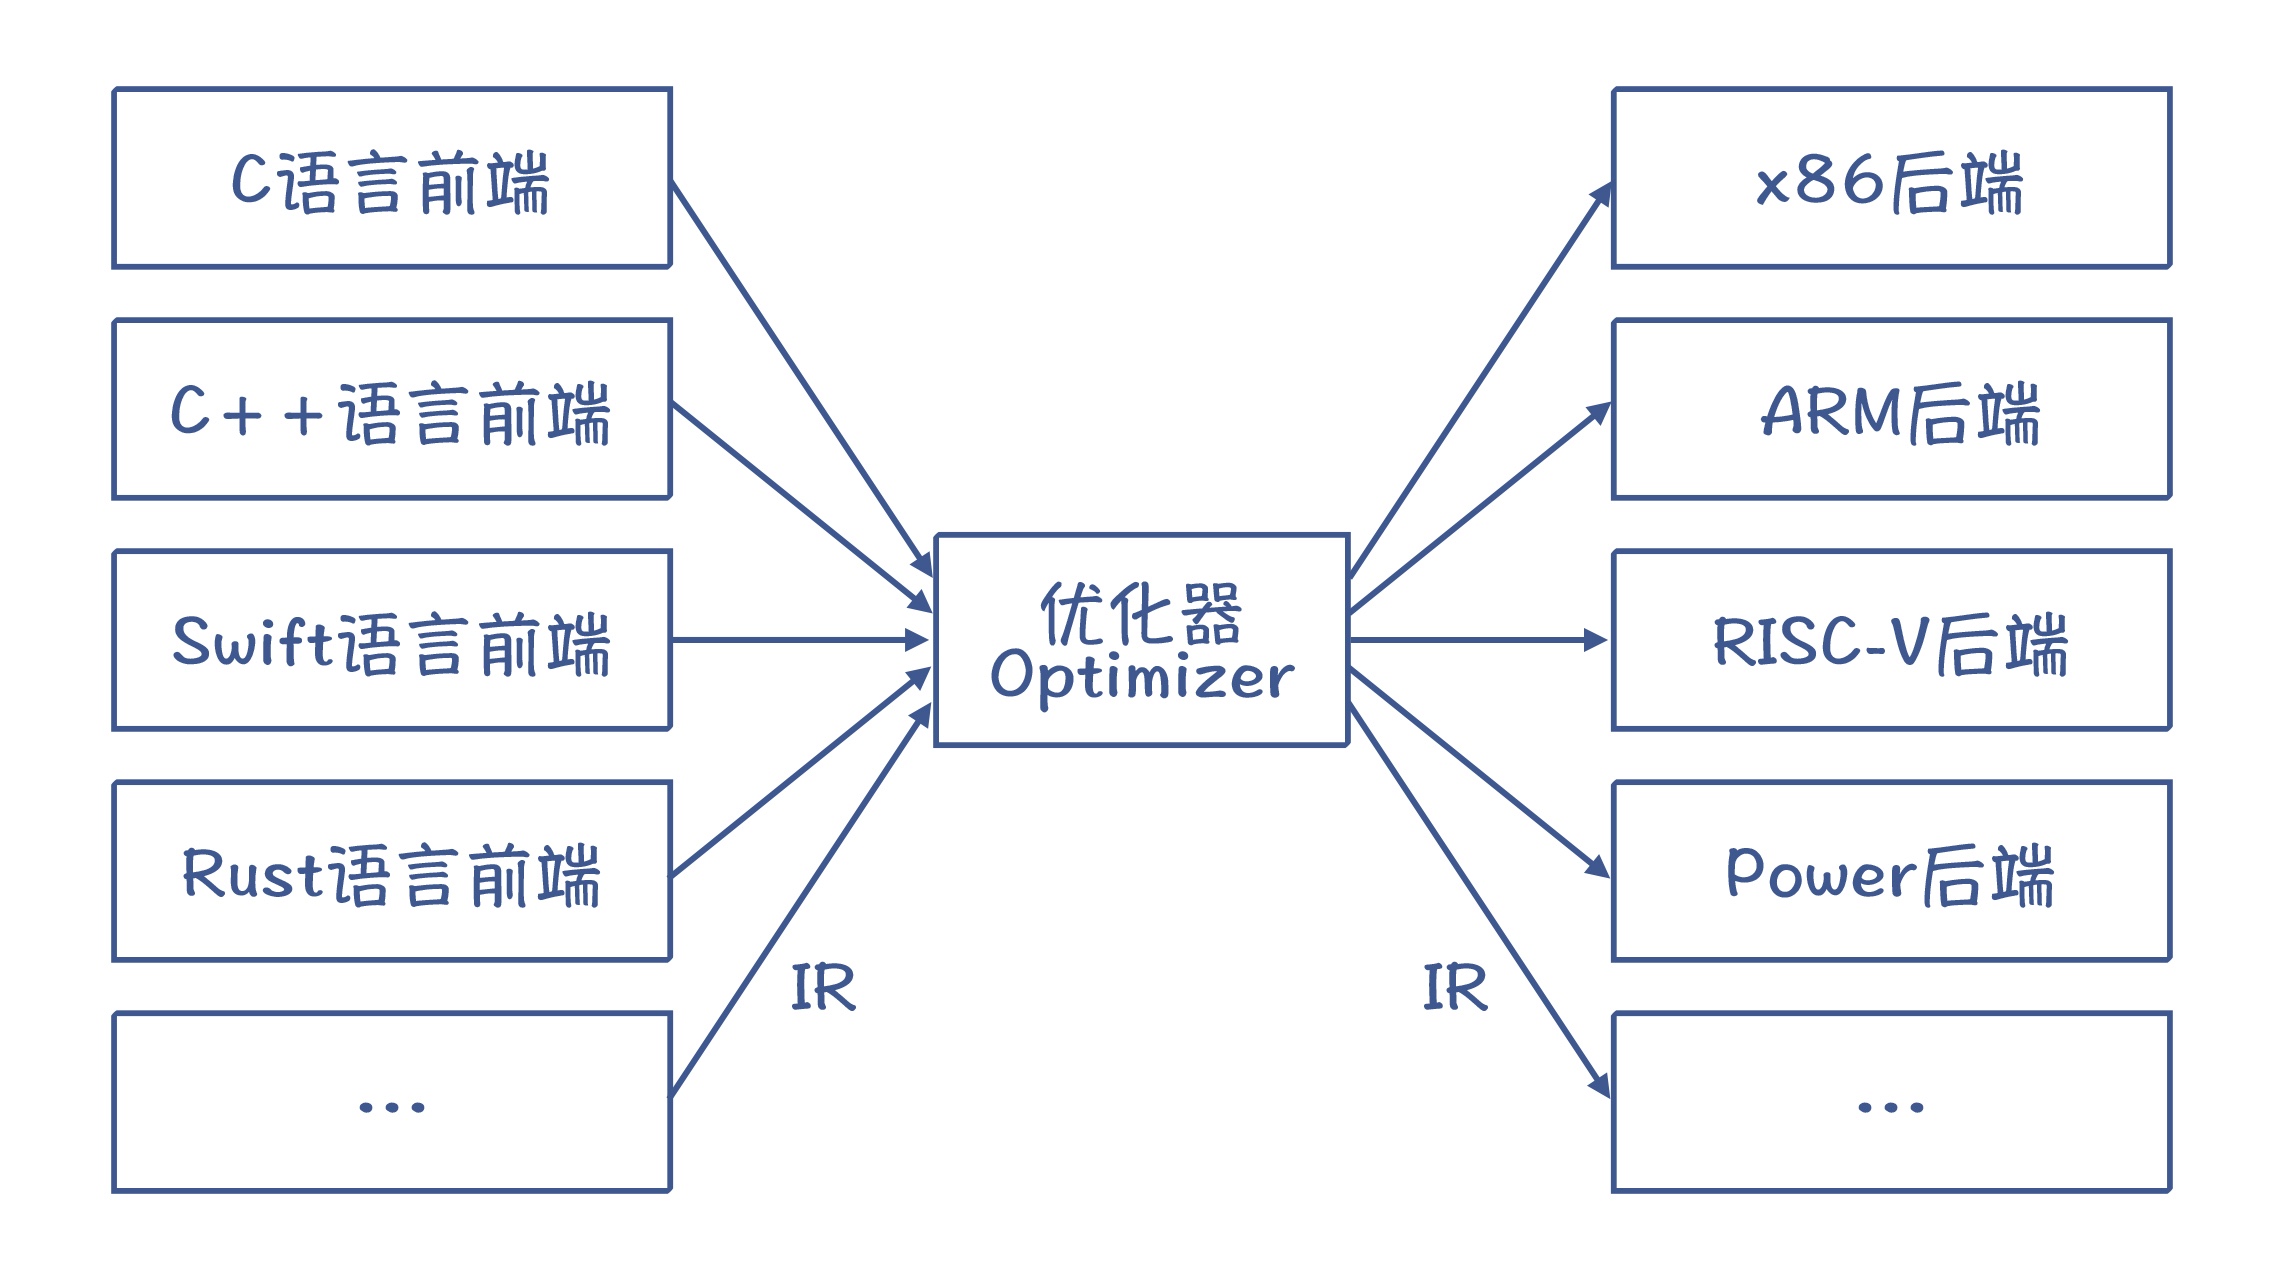 C语言前端
C++语言前端
Swift语言前端
Rust语言前端
...
IR
优化器
Optimizer
IR
x86后端
ARM后端
RISC-V后端
Power后端
...